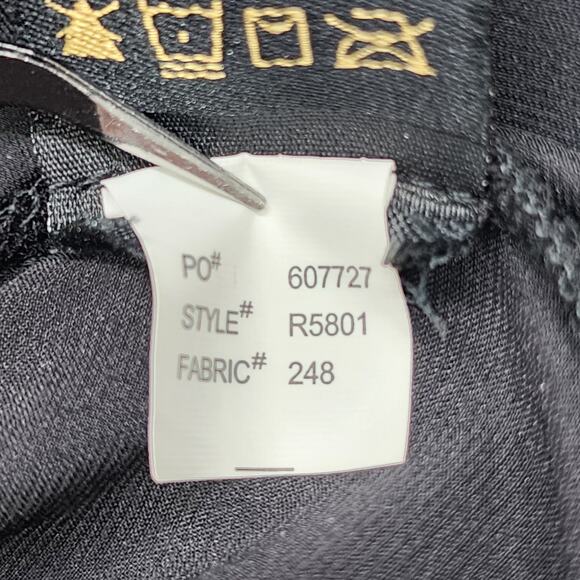 PO# 607727
STYLE# R5801
FABRIC# 248